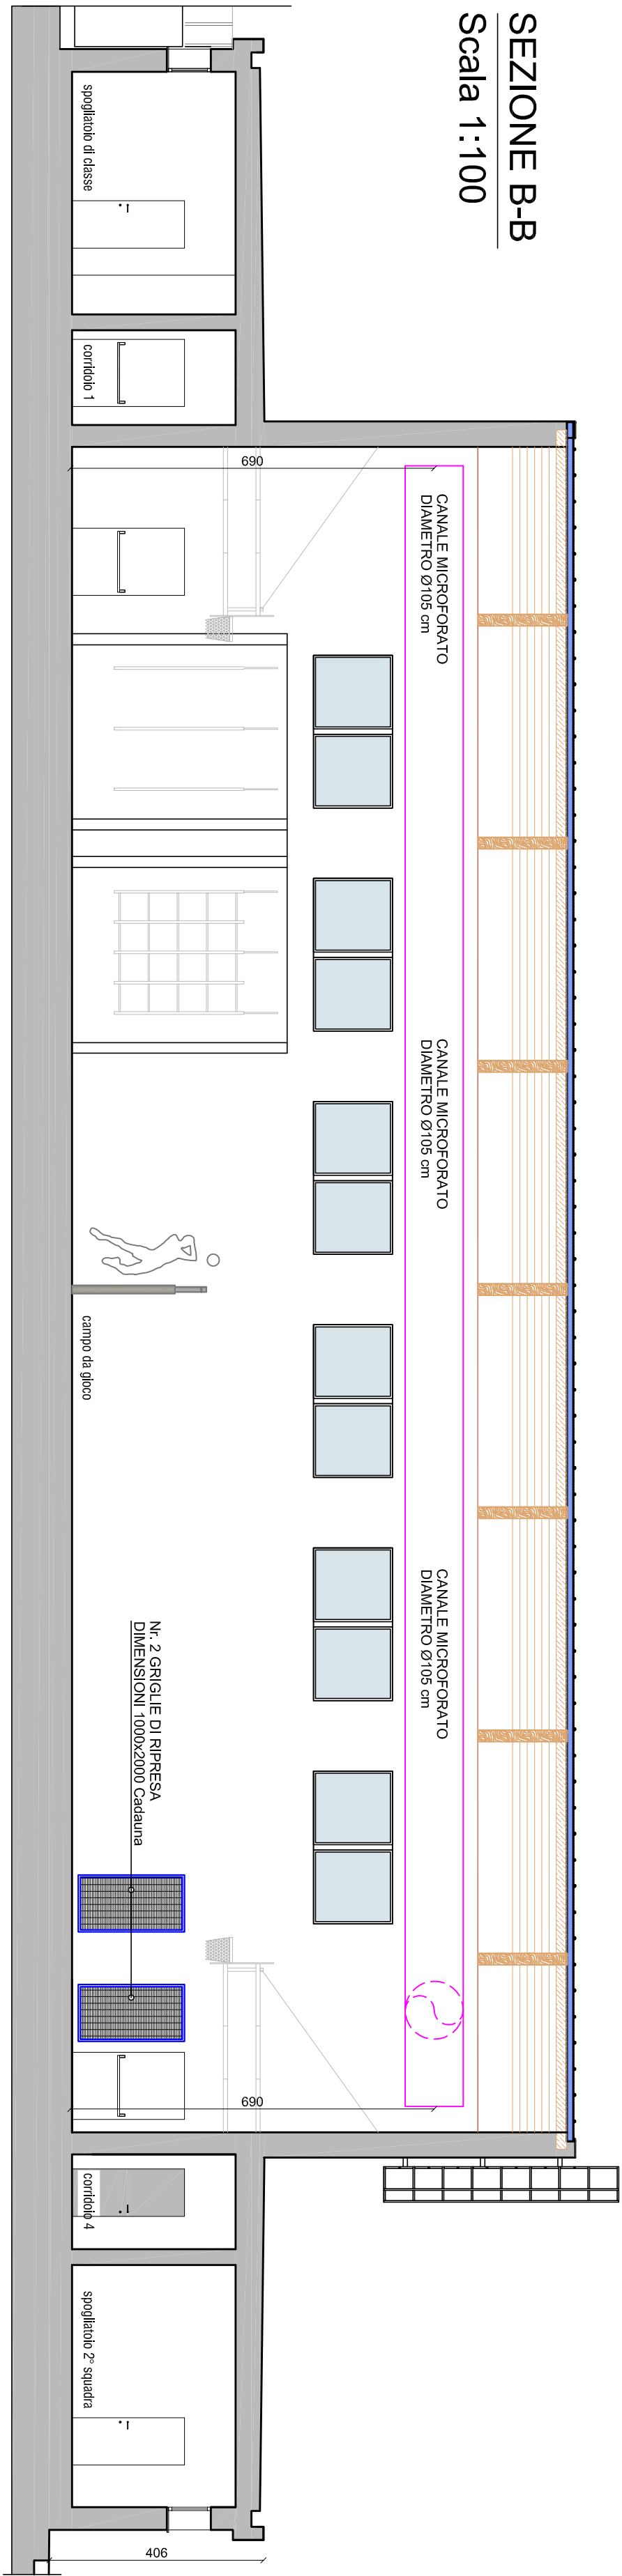 SEZIONE B-B
Scala 1:100
spogliatoio di classe
corridoio 1
690
CANALE MICROFORATO
DIAMETRO Ø105 cm
CANALE MICROFORATO
DIAMETRO Ø105 cm
campo da gioco
CANALE MICROFORATO
DIAMETRO Ø105 cm
Nr. 2 GRIGLIE DI RIPRESA
DIMENSIONI 1000x2000 Cadauna
690
corridoio 4
spogliatoio 2° squadra
406